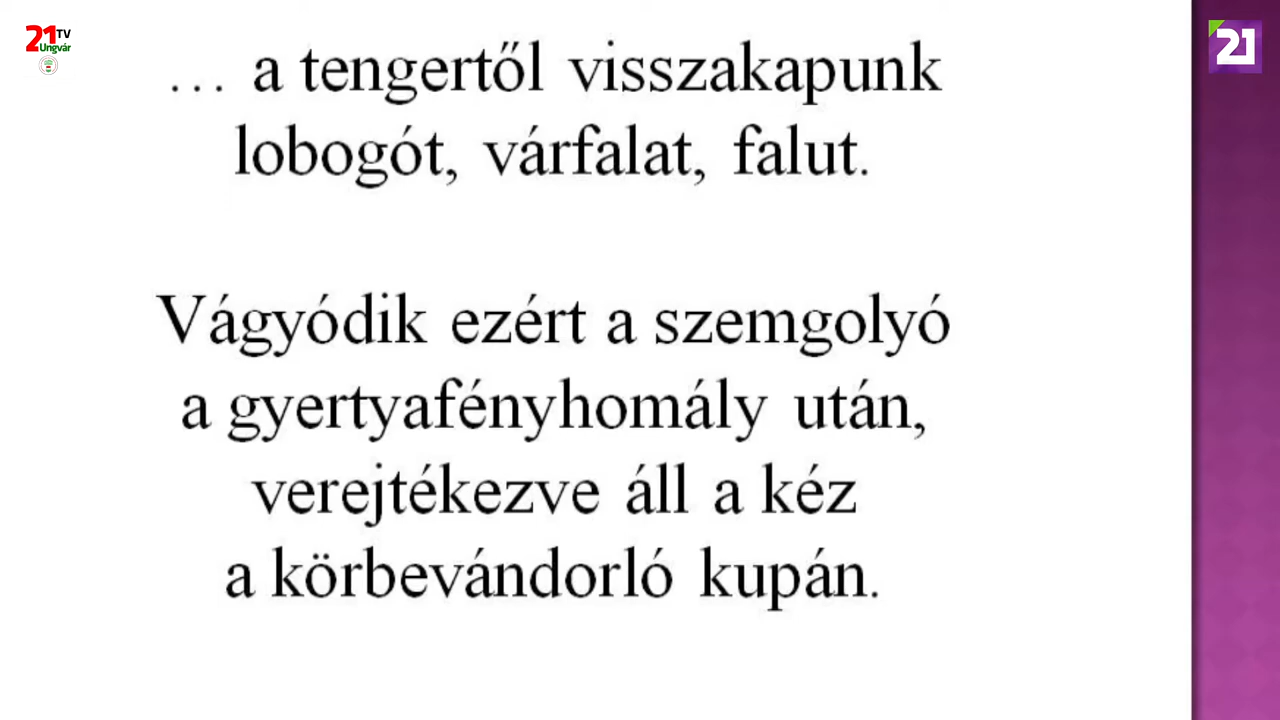 21 TV
Ungvár
21
… a tengertől visszakapunk
lobogót, várfalat, falut.
Vágyódik ezért a szemgolyó
a gyertyafényhomály után,
verejtékezve áll a kéz
a körbevándorló kupán.